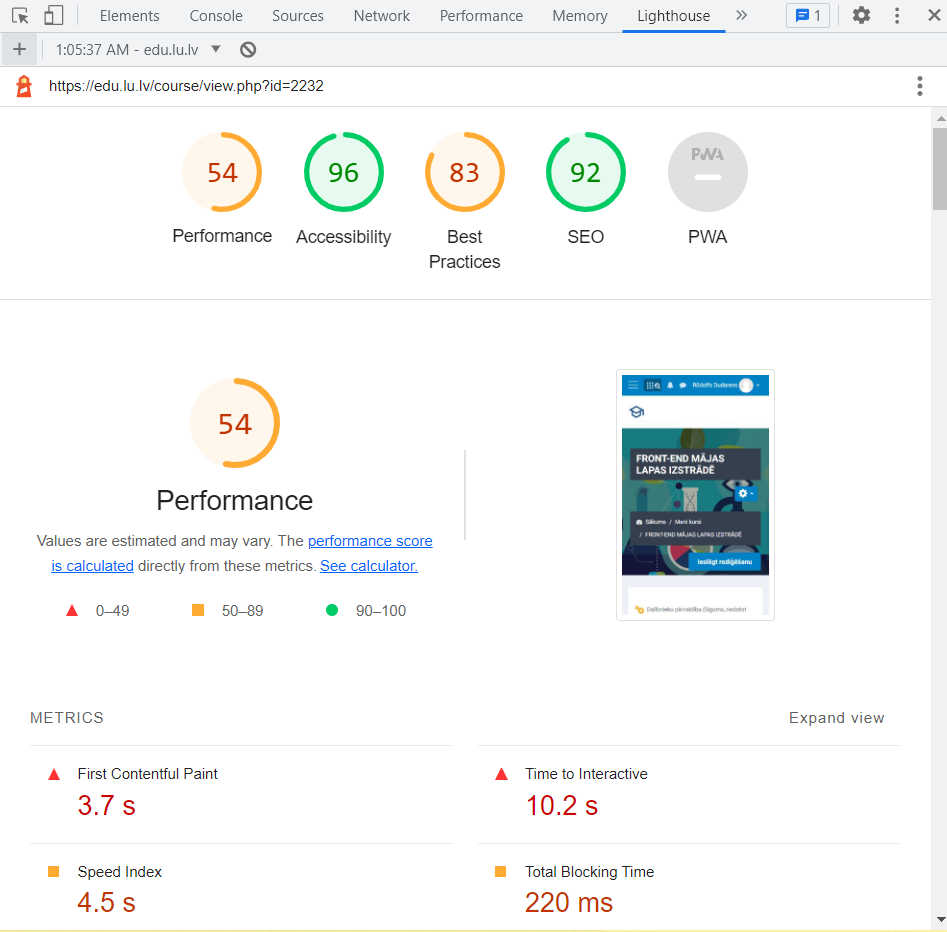 Elements Console Sources Network Performance Memory Lighthouse » 1
+ 1:05:37 AM - edu.lu.lv
https://edu.lu.lv/course/view.php?id=2232
54 96 83 92 PWA
Performance Accessibility Best Practices SEO PWA
54
Performance
Values are estimated and may vary. The performance score
is calculated directly from these metrics. See calculator.
0–49 50–89 90–100
Rūdolfs Dudarens
FRONT-END MĀJAS
LAPAS IZSTRĀDĒ
Sākums / Mani kursi
/ FRONT-END MĀJAS LAPAS IZSTRĀDĒ
Ieslēgt rediģēšanu
Dalībnieku pārvaldība (lūgums, nedzēst
METRICS Expand view
First Contentful Paint Time to Interactive
3.7 s 10.2 s
Speed Index Total Blocking Time
4.5 s 220 ms